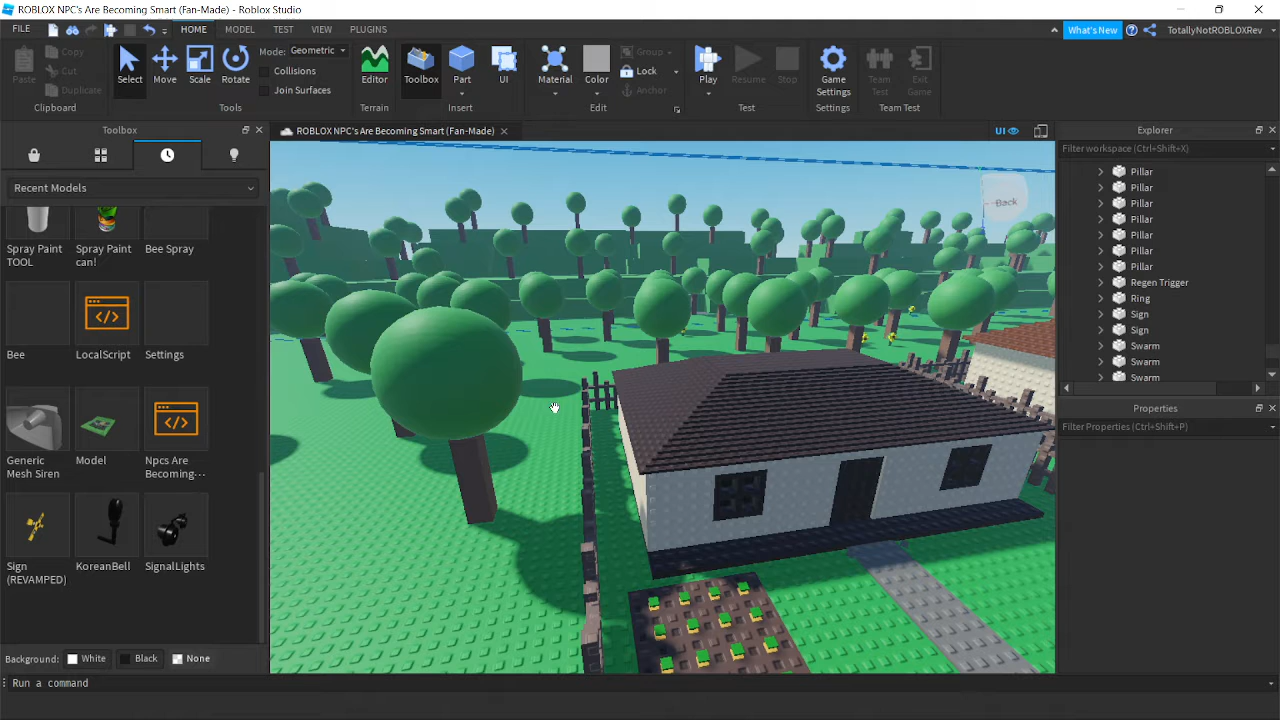 ROBLOX NPC's Are Becoming Smart (Fan-Made) - Roblox Studio
FILE
HOME
MODEL
TEST
VIEW
PLUGINS
What's New
TotallyNotROBLOXRev
Paste
Copy
Cut
Duplicate
Clipboard
Select
Move
Scale
Rotate
Mode: Geometric
Collisions
Join Surfaces
Tools
Editor
Terrain
Toolbox
Part
UI
Insert
Material
Color
Group
Lock
Anchor
Edit
Play
Resume
Stop
Test
Game Settings
Settings
Team Test
Exit Game
Team Test
Toolbox
Recent Models
Spray Paint TOOL
Spray Paint can!
Bee Spray
Bee
LocalScript
Settings
Generic Mesh Siren
Model
Npcs Are Becoming...
Sign (REVAMPED)
KoreanBell
SignalLights
Background: White Black None
Run a command
ROBLOX NPC's Are Becoming Smart (Fan-Made)
UI
Back
Explorer
Filter workspace (Ctrl+Shift+X)
Pillar
Pillar
Pillar
Pillar
Pillar
Pillar
Pillar
Regen Trigger
Ring
Sign
Sign
Swarm
Swarm
Swarm
Properties
Filter Properties (Ctrl+Shift+P)